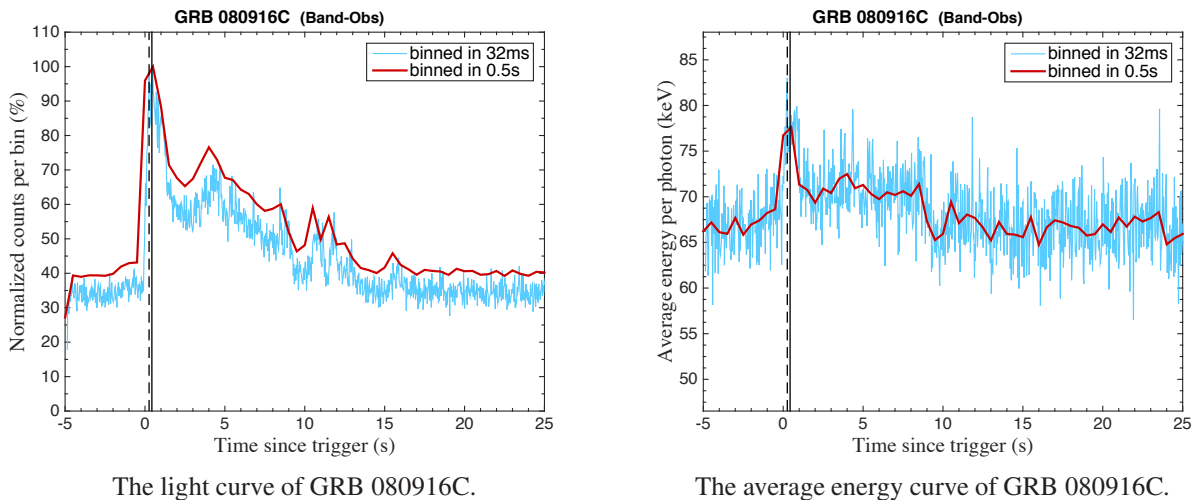 GRB 080916C (Band-Obs)
binned in 32ms
binned in 0.5s
Normalized counts per bin (%)
110
100
90
80
70
60
50
40
30
20
10
0
-5 0 5 10 15 20 25
Time since trigger (s)
The light curve of GRB 080916C.
GRB 080916C (Band-Obs)
binned in 32ms
binned in 0.5s
Average energy per photon (keV)
85
80
75
70
65
60
55
50
-5 0 5 10 15 20 25
Time since trigger (s)
The average energy curve of GRB 080916C.